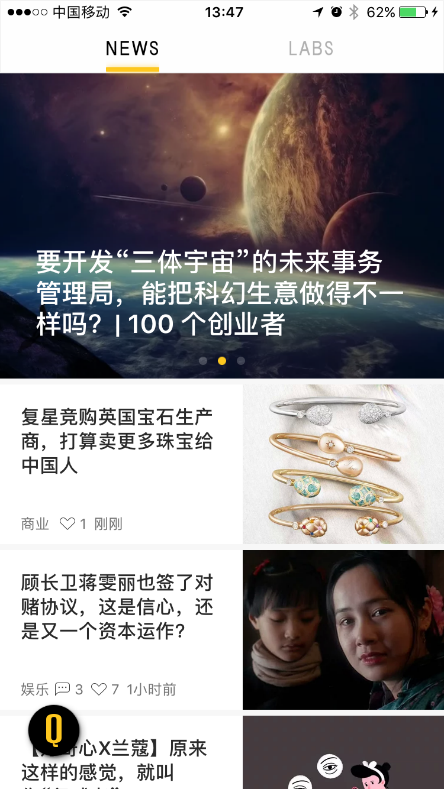 中国移动 13:47 62%
NEWS LABS
要开发“三体宇宙”的未来事务
管理局，能把科幻生意做得不一
样吗？| 100 个创业者
复星竞购英国宝石生产
商，打算卖更多珠宝给
中国人
商业 1 刚刚
顾长卫蒋雯丽也签了对
赌协议，这是信心，还
是又一个资本运作？
娱乐 3 7 1小时前
Q
心X兰蔻】原来
这样的感觉，就叫